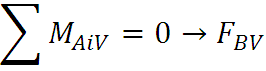 ∑ M_{AiV} = 0 → F_{BV}